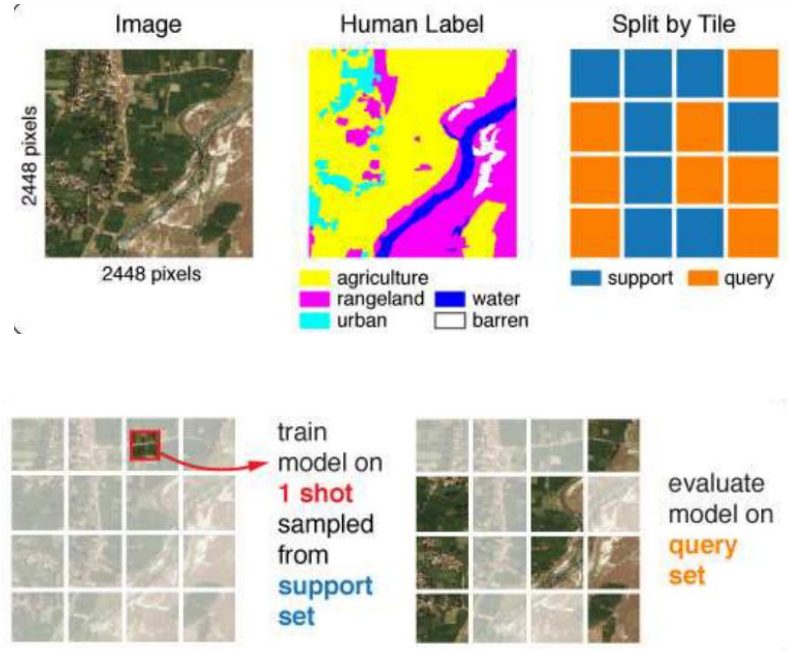 Image
Human Label
Split by Tile
2448 pixels
2448 pixels
agriculture
rangeland
water
urban
barren
support
query
train
model on
1 shot
sampled
from
support
set
evaluate
model on
query
set